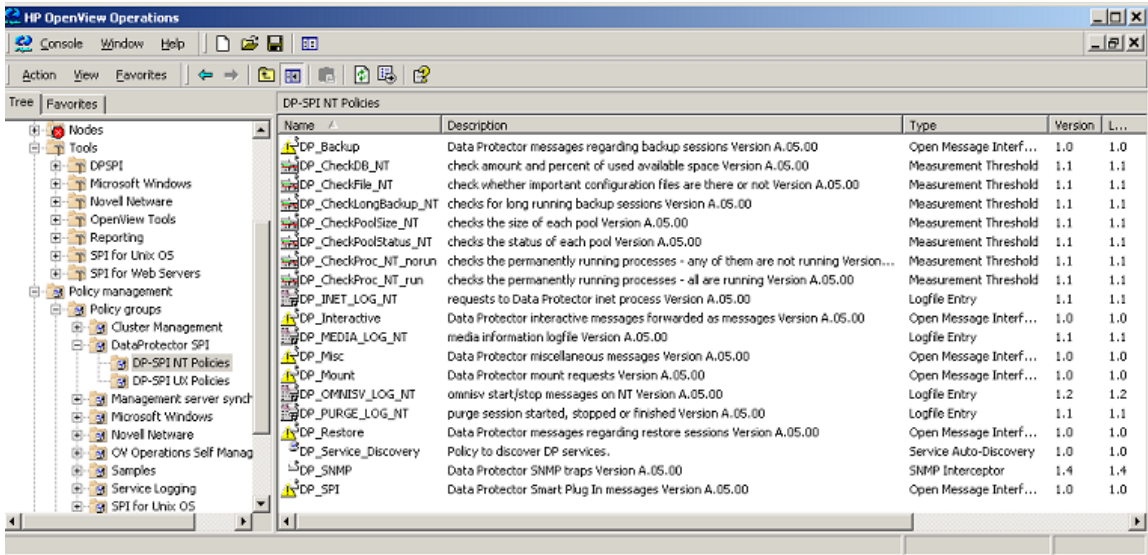 HP OpenView Operations
Console Window Help
Action View Favorites
Tree Favorites
Nodes
Tools
DPSPI
Microsoft Windows
Novell Netware
OpenView Tools
Reporting
SPI for Unix OS
SPI for Web Servers
Policy management
Policy groups
Cluster Management
DataProtector SPI
DP-SPI NT Policies
DP-SPI UX Policies
Management server synch
Microsoft Windows
Novell Netware
OV Operations Self Manag
Samples
Service Logging
SPI for Unix OS
DP-SPI NT Policies
Name Description Type Version L...
DP_Backup Data Protector messages regarding backup sessions Version A.05.00 Open Message Interf... 1.0 1.0
DP_CheckDB_NT check amount and percent of used available space Version A.05.00 Measurement Threshold 1.1 1.1
DP_CheckFile_NT check whether important configuration files are there or not Version A.05.00 Measurement Threshold 1.1 1.1
DP_CheckLongBackup_NT checks for long running backup sessions Version A.05.00 Measurement Threshold 1.1 1.1
DP_CheckPoolSize_NT checks the size of each pool Version A.05.00 Measurement Threshold 1.1 1.1
DP_CheckPoolStatus_NT checks the status of each pool Version A.05.00 Measurement Threshold 1.1 1.1
DP_CheckProc_NT_norun checks the permanently running processes - any of them are not running Version... Measurement Threshold 1.1 1.1
DP_CheckProc_NT_run checks the permanently running processes - all are running Version A.05.00 Measurement Threshold 1.1 1.1
DP_INET_LOG_NT requests to Data Protector inet process Version A.05.00 Logfile Entry 1.1 1.1
DP_Interactive Data Protector interactive messages forwarded as messages Version A.05.00 Open Message Interf... 1.0 1.0
DP_MEDIA_LOG_NT media information logfile Version A.05.00 Logfile Entry 1.1 1.1
DP_Misc Data Protector miscellaneous messages Version A.05.00 Open Message Interf... 1.0 1.0
DP_Mount Data Protector mount requests Version A.05.00 Open Message Interf... 1.0 1.0
DP_OMNISV_LOG_NT omnisv start/stop messages on NT Version A.05.00 Logfile Entry 1.2 1.2
DP_PURGE_LOG_NT purge session started, stopped or finished Version A.05.00 Logfile Entry 1.1 1.1
DP_Restore Data Protector messages regarding restore sessions Version A.05.00 Open Message Interf... 1.0 1.0
DP_Service_Discovery Policy to discover DP services. Service Auto-Discovery 1.0 1.0
DP_SNMP Data Protector SNMP traps Version A.05.00 SNMP Interceptor 1.4 1.4
DP_SPI Data Protector Smart Plug In messages Version A.05.00 Open Message Interf... 1.0 1.0